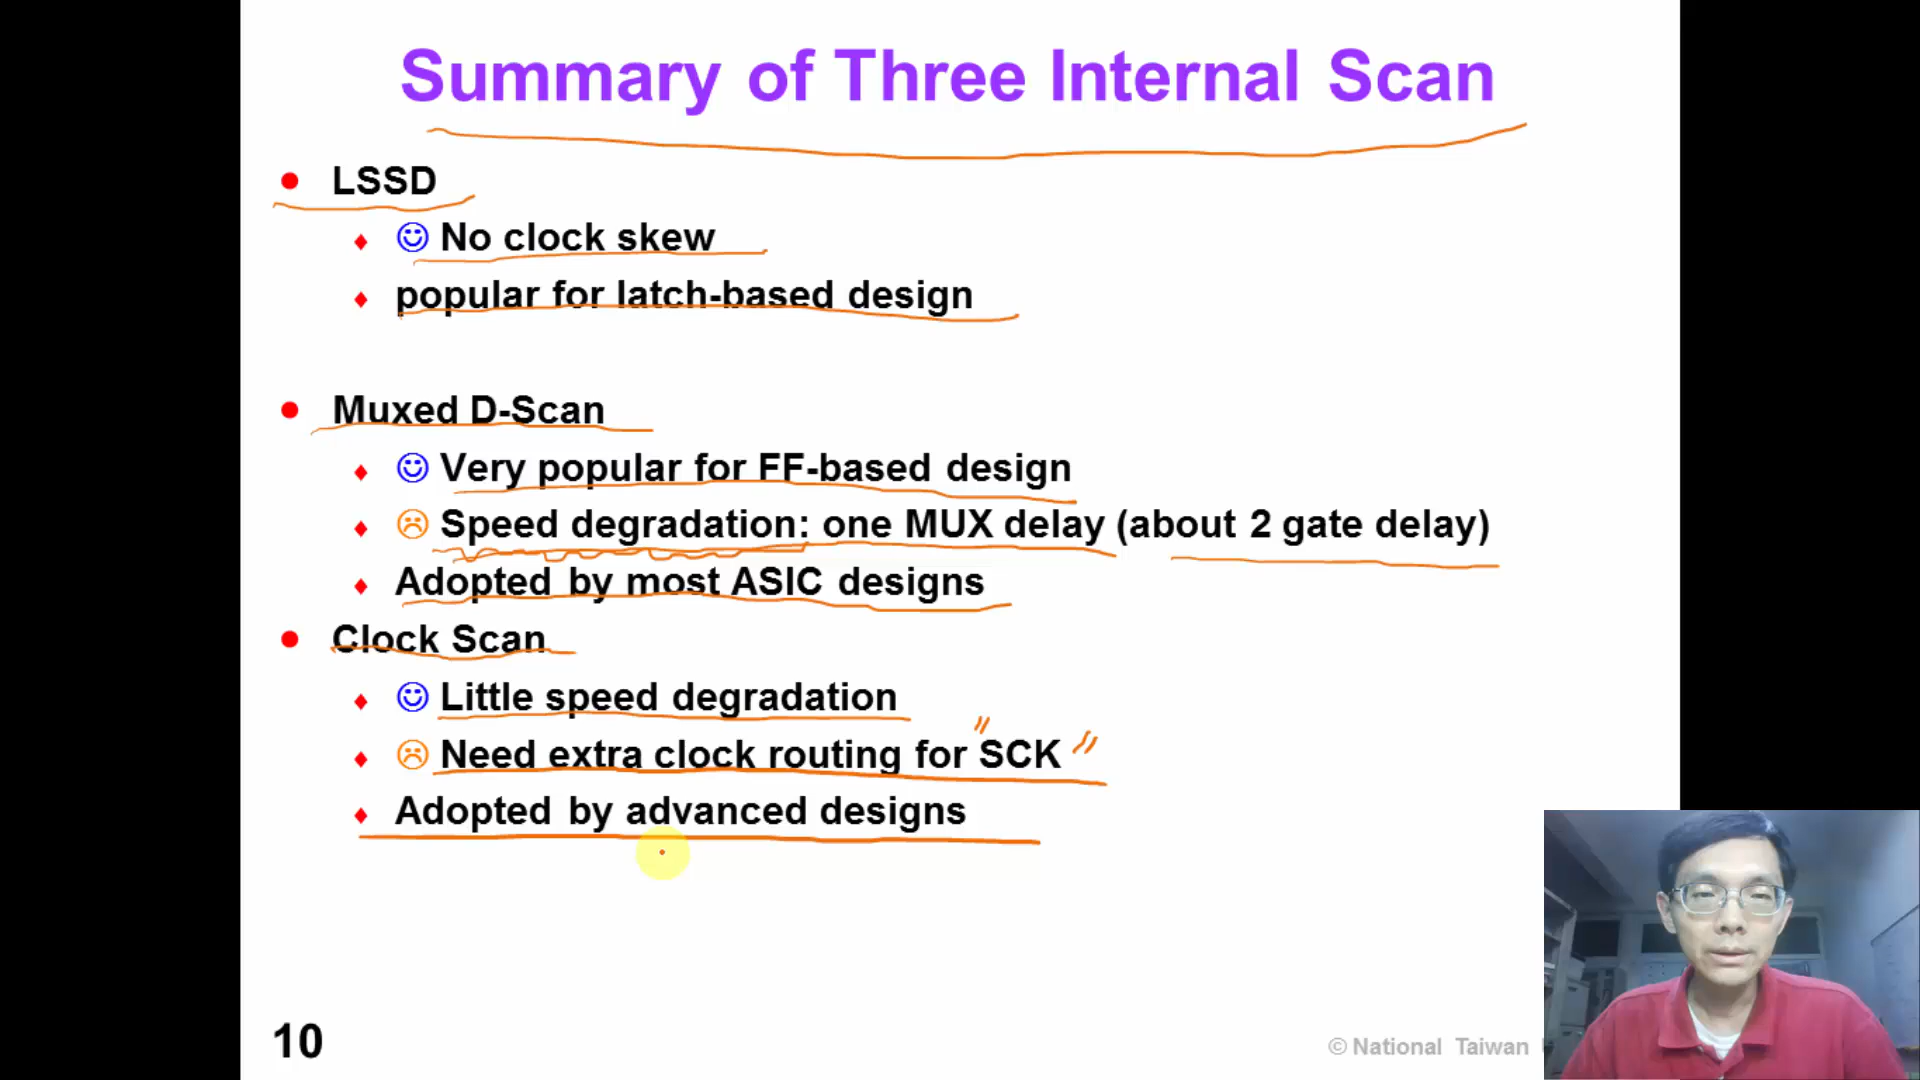 Summary of Three Internal Scan
LSSD
No clock skew
popular for latch-based design
Muxed D-Scan
Very popular for FF-based design
Speed degradation: one MUX delay (about 2 gate delay)
Adopted by most ASIC designs
Clock Scan
Little speed degradation
Need extra clock routing for "SCK"
Adopted by advanced designs
10
© National Taiwan